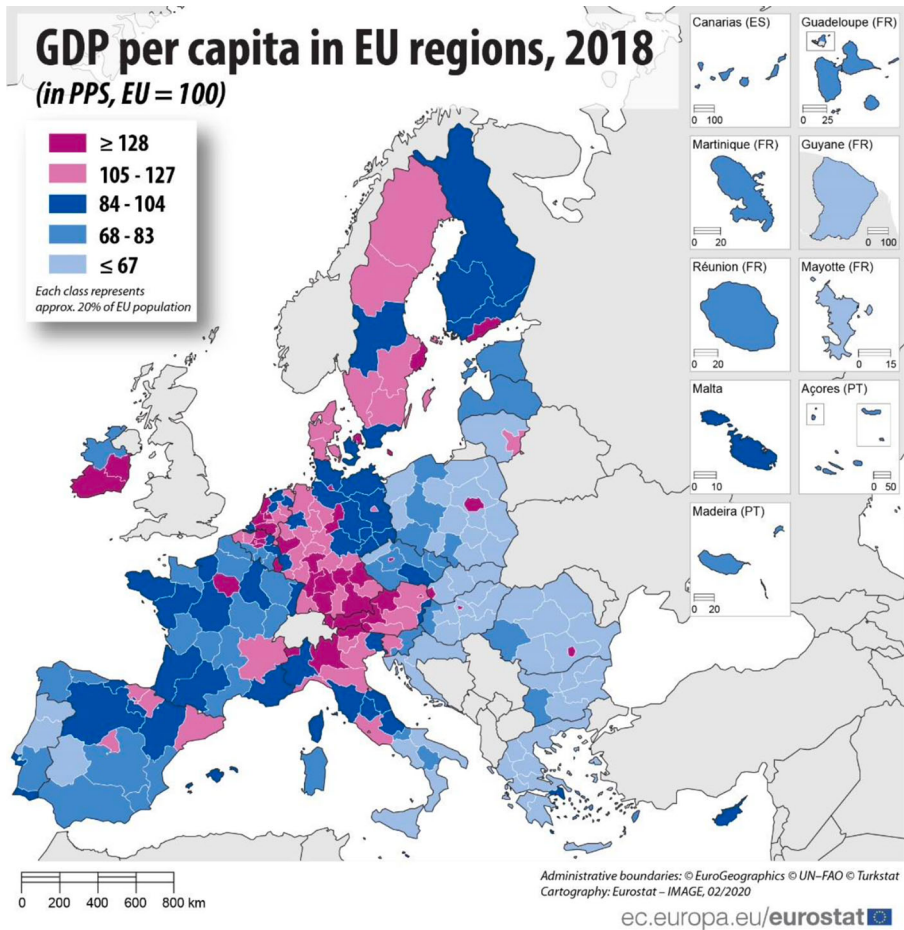 GDP per capita in EU regions, 2018
(in PPS, EU = 100)
≥ 128
105 - 127
84 - 104
68 - 83
≤ 67
Each class represents
approx. 20% of EU population
Canarias (ES)
0 100
Guadeloupe (FR)
0 25
Martinique (FR)
0 20
Guyane (FR)
0 100
Réunion (FR)
0 20
Mayotte (FR)
0 15
Malta
0 10
Açores (PT)
0 50
Madeira (PT)
0 20
0 200 400 600 800 km
Administrative boundaries: © EuroGeographics © UN–FAO © Turkstat
Cartography: Eurostat – IMAGE, 02/2020
ec.europa.eu/eurostat